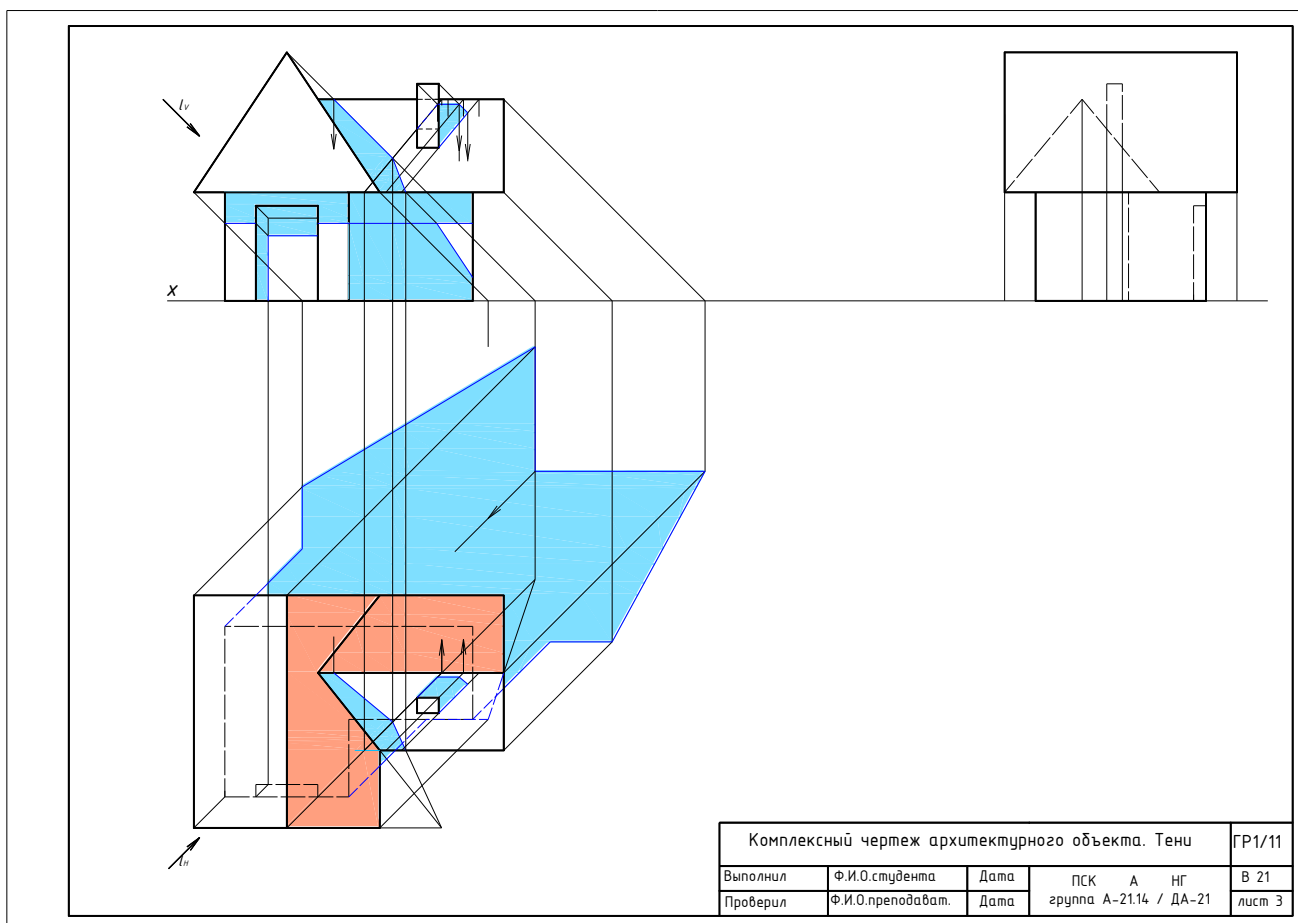 lv
X
lн
Комплексный чертеж архитектурного объекта. Тени
ГР1/11
Выполнил Ф.И.О.студента Дата ПСК А НГ В 21
Проверил Ф.И.О.преподават. Дата группа А-21.14 / ДА-21 лист 3